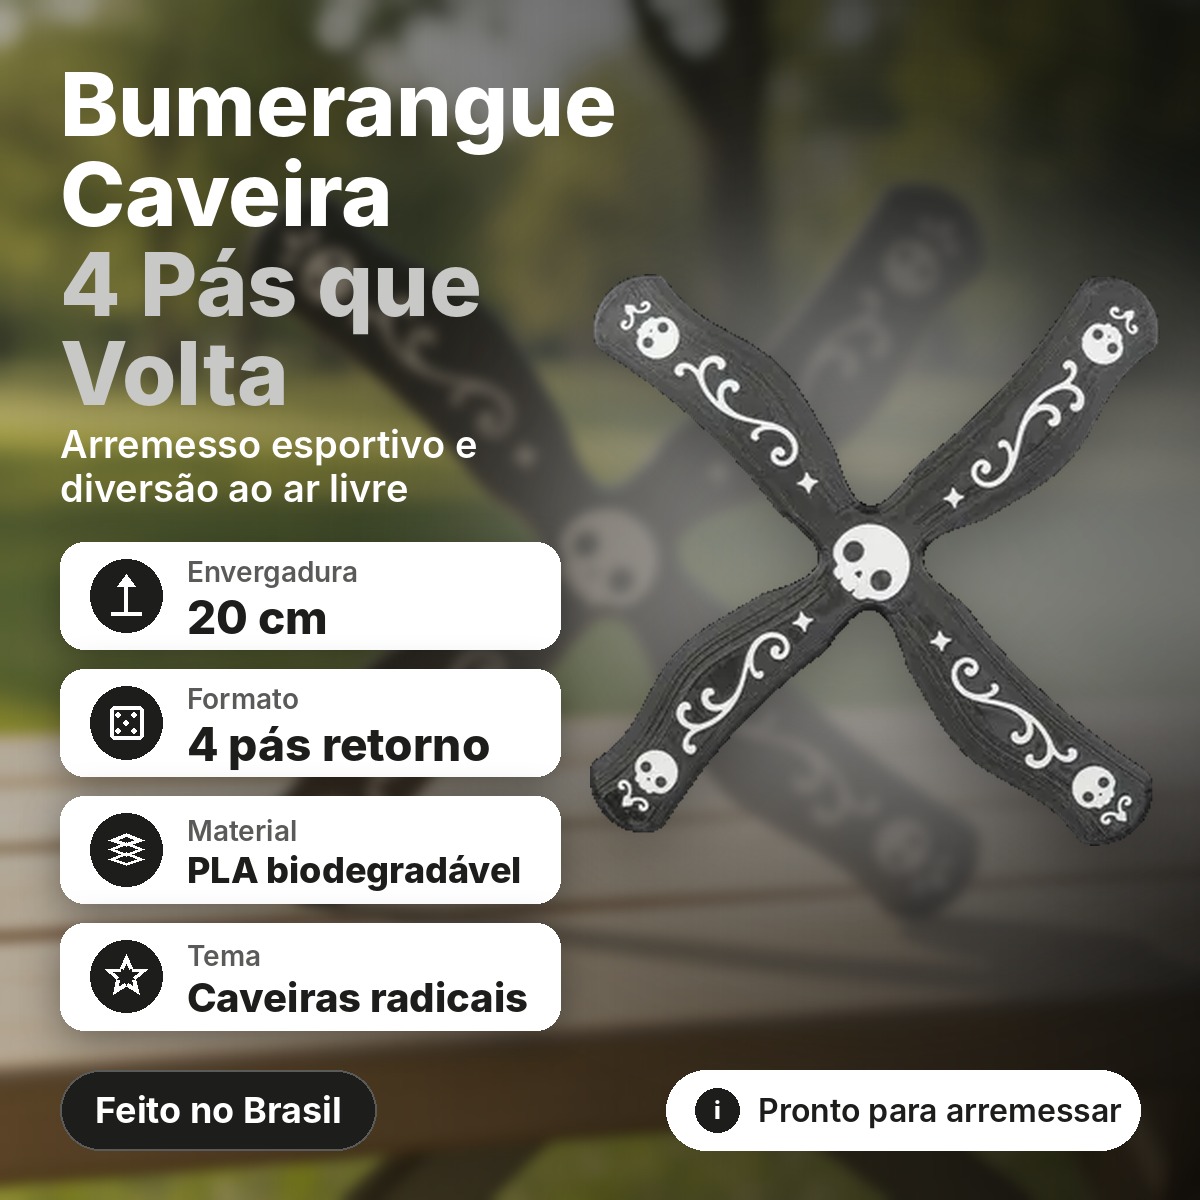 Bumerangue
Caveira
4 Pás que
Volta
Arremesso esportivo e
diversão ao ar livre
Envergadura
20 cm
Formato
4 pás retorno
Material
PLA biodegradável
Tema
Caveiras radicais
Feito no Brasil
i Pronto para arremessar